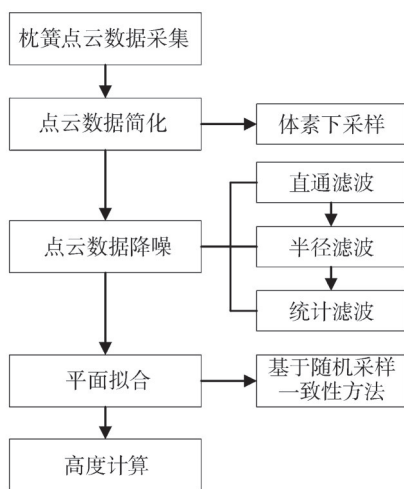 枕簧点云数据采集
点云数据简化
体素下采样
直通滤波
点云数据降噪
半径滤波
统计滤波
平面拟合
基于随机采样
一致性方法
高度计算